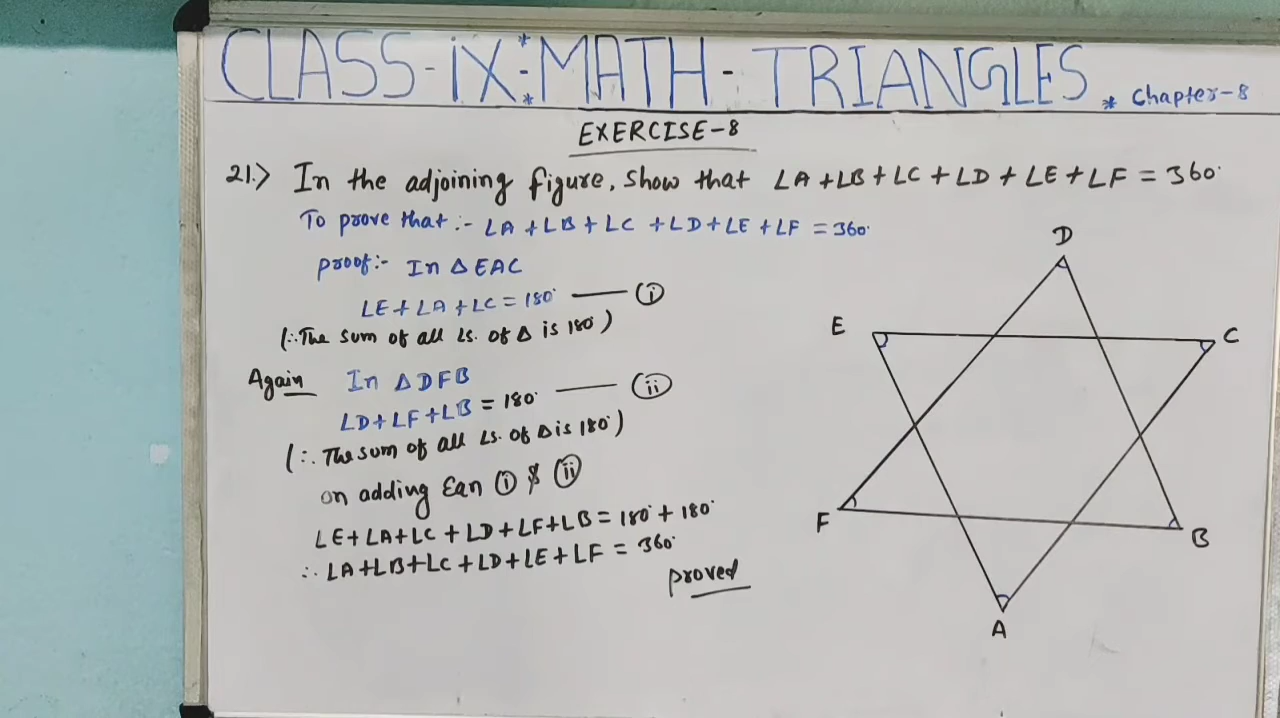 CLASS-iX:MATH-TRIANGLES * Chapter-8
EXERCISE-8
21.) In the adjoining figure, show that ∠A+∠B+∠C+∠D+∠E+∠F=360°
To prove that:- ∠A+∠B+∠C+∠D+∠E+∠F=360°
proof:- In △EAC
∠E+∠A+∠C=180° —— (i)
(∵The sum of all ∠s. of △ is 180°)
Again In △DFB
∠D+∠F+∠B=180° —— (ii)
(∵The sum of all ∠s. of △ is 180°)
on adding Eqn (i) & (ii)
∠E+∠A+∠C+∠D+∠F+∠B=180°+180°
∴ ∠A+∠B+∠C+∠D+∠E+∠F=360°
proved
D
E
C
F
B
A